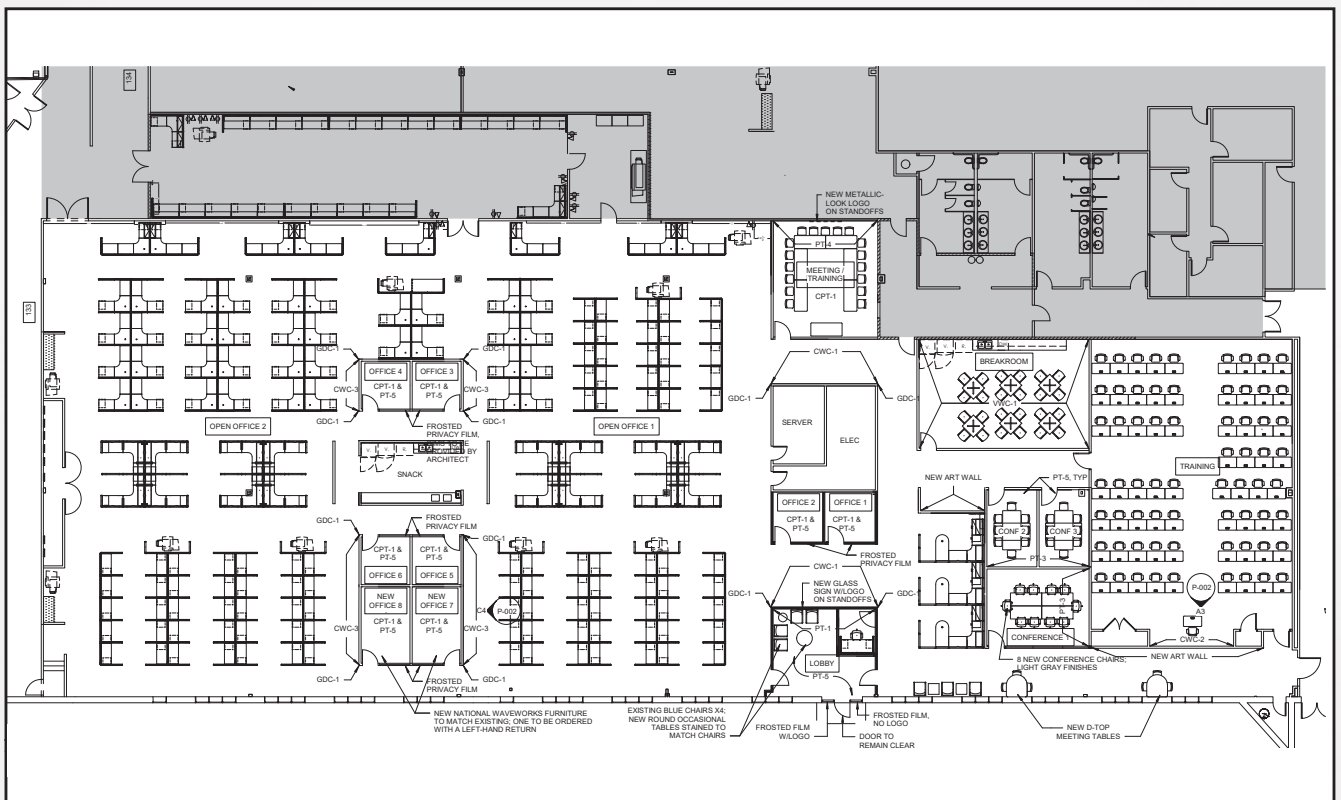 134
NEW METALLIC-
LOOK LOGO
ON STANDOFFS
PT-4
MEETING /
TRAINING
CPT-1
133
GDC-1
GDC-1
OFFICE 4
OFFICE 3
CPT-1 &
PT-5
CPT-1 &
PT-5
CWC-3
CWC-3
GDC-1
GDC-1
CWC-1
GDC-1
GDC-1
BREAKROOM
VWC-1
OPEN OFFICE 2
OPEN OFFICE 1
FROSTED
PRIVACY FILM,
PROVIDED BY
ARCHITECT
SERVER
ELEC
SNACK
TRAINING
NEW ART WALL
PT-5, TYP
OFFICE 2
OFFICE 1
CPT-1 &
PT-5
CPT-1 &
PT-5
GDC-1
FROSTED
PRIVACY FILM
GDC-1
CONF 2
CONF 3
PT-3
CPT-1 &
PT-5
CPT-1 &
PT-5
OFFICE 6
OFFICE 5
FROSTED
PRIVACY FILM
CWC-1
NEW GLASS
SIGN W/LOGO
ON STANDOFFS
GDC-1
GDC-1
NEW
OFFICE 8
NEW
OFFICE 7
CPT-1 &
PT-5
CPT-1 &
PT-5
C4
P-002
P-002
A3
CWC-3
CWC-3
PT-1
PT-3
CONFERENCE 1
CWC-2
LOBBY
PT-5
NEW ART WALL
8 NEW CONFERENCE CHAIRS;
LIGHT GRAY FINISHES
GDC-1
GDC-1
FROSTED
PRIVACY FILM
NEW NATIONAL WAVEWORKS FURNITURE
TO MATCH EXISTING; ONE TO BE ORDERED
WITH A LEFT-HAND RETURN
EXISTING BLUE CHAIRS X4;
NEW ROUND OCCASIONAL
TABLES STAINED TO
MATCH CHAIRS
FROSTED FILM
W/LOGO
FROSTED FILM,
NO LOGO
DOOR TO
REMAIN CLEAR
NEW D-TOP
MEETING TABLES